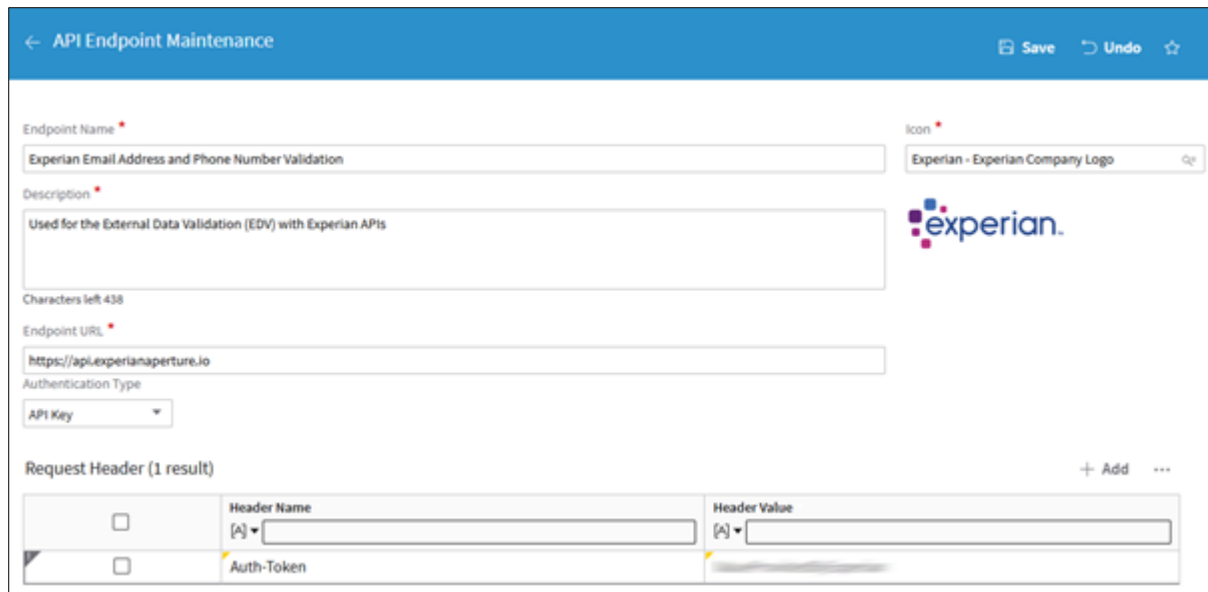 ← API Endpoint Maintenance
Save Undo
Endpoint Name *
Icon *
Experian Email Address and Phone Number Validation
Experian - Experian Company Logo
Description *
Used for the External Data Validation (EDV) with Experian APIs
experian.
Characters left 438
Endpoint URL *
https://api.experianaperture.io
Authentication Type
API Key
Request Header (1 result)
+ Add ...
Header Name
Header Value
[A]
[A]
Auth-Token